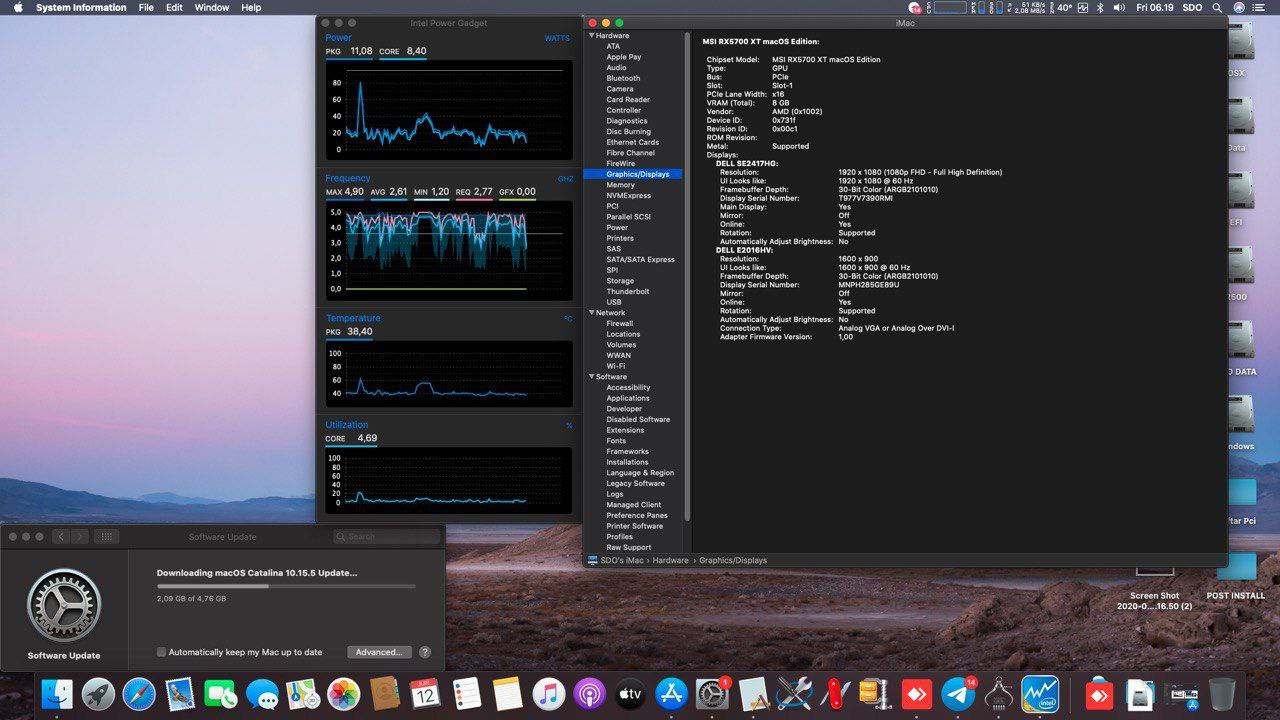 System Information File Edit Window Help
14 51 KB/s 2,08 MB/s 40° Fri 06.19 SDO
Intel Power Gadget
Power WATTS
PKG 11,08 CORE 8,40
80
60
40
20
0
Frequency GHZ
MAX 4,90 AVG 2,61 MIN 1,20 REQ 2,77 GFX 0,00
5,0
4,0
3,0
2,0
1,0
0,0
Temperature °C
PKG 38,40
100
80
60
40
Utilization %
CORE 4,69
100
80
60
40
20
0
iMac
Hardware
ATA
Apple Pay
Audio
Bluetooth
Camera
Card Reader
Controller
Diagnostics
Disc Burning
Ethernet Cards
Fibre Channel
FireWire
Graphics/Displays
Memory
NVMExpress
PCI
Parallel SCSI
Power
Printers
SAS
SATA/SATA Express
SPI
Storage
Thunderbolt
USB
Network
Firewall
Locations
Volumes
WWAN
Wi-Fi
Software
Accessibility
Applications
Developer
Disabled Software
Extensions
Fonts
Frameworks
Installations
Language & Region
Legacy Software
Logs
Managed Client
Preference Panes
Printer Software
Profiles
Raw Support
MSI RX5700 XT macOS Edition:
Chipset Model: MSI RX5700 XT macOS Edition
Type: GPU
Bus: PCIe
Slot: Slot-1
PCIe Lane Width: x16
VRAM (Total): 8 GB
Vendor: AMD (0x1002)
Device ID: 0x731f
Revision ID: 0x00c1
ROM Revision:
Metal: Supported
Displays:
DELL SE2417HG:
Resolution: 1920 x 1080 (1080p FHD - Full High Definition)
UI Looks like: 1920 x 1080 @ 60 Hz
Framebuffer Depth: 30-Bit Color (ARGB2101010)
Display Serial Number: T977V7390RMI
Main Display: Yes
Mirror: Off
Online: Yes
Rotation: Supported
Automatically Adjust Brightness: No
DELL E2016HV:
Resolution: 1600 x 900
UI Looks like: 1600 x 900 @ 60 Hz
Framebuffer Depth: 30-Bit Color (ARGB2101010)
Display Serial Number: MNPH285GE89U
Mirror: Off
Online: Yes
Rotation: Supported
Automatically Adjust Brightness: No
Connection Type: Analog VGA or Analog Over DVI-I
Adapter Firmware Version: 1,00
SDO's iMac › Hardware › Graphics/Displays
OSX
Data
EFI
R500
O DATA
ndows
ftar Pci
Screen Shot
2020-0....16.50 (2)
POST INSTALL
Software Update
Search
Downloading macOS Catalina 10.15.5 Update...
2,09 GB of 4,76 GB
Automatically keep my Mac up to date
Advanced...
?
Software Update
JUN
12
tv
1
14
intel